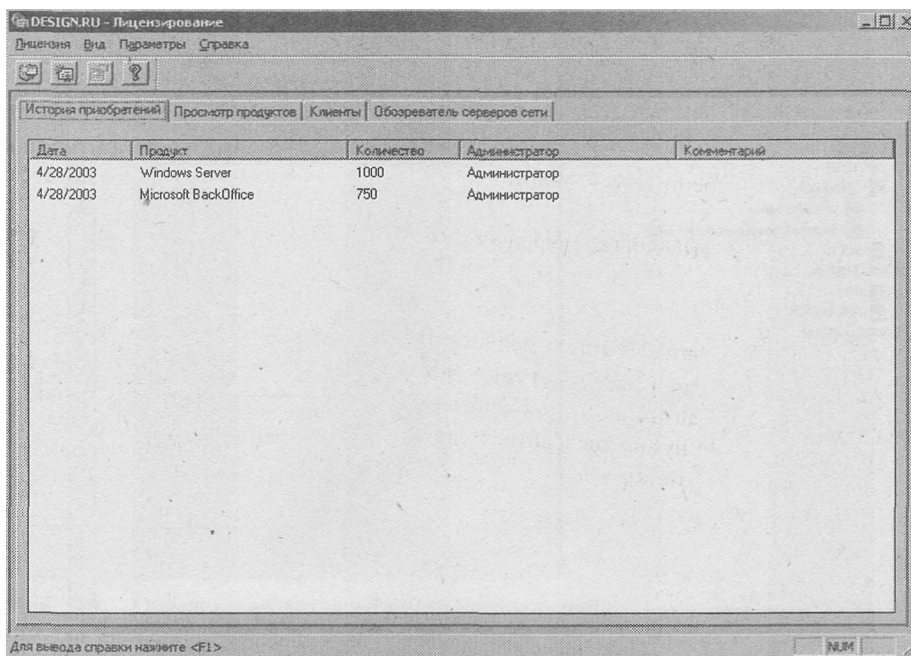 DESIGN.RU - Лицензирование
Лицензия Вид Параметры Справка
История приобретений Просмотр продуктов Клиенты Обозреватель серверов сети
Дата Продукт Количество Администратор Комментарий
4/28/2003 Windows Server 1000 Администратор
4/28/2003 Microsoft BackOffice 750 Администратор
Для вывода справки нажмите <F1> NUM